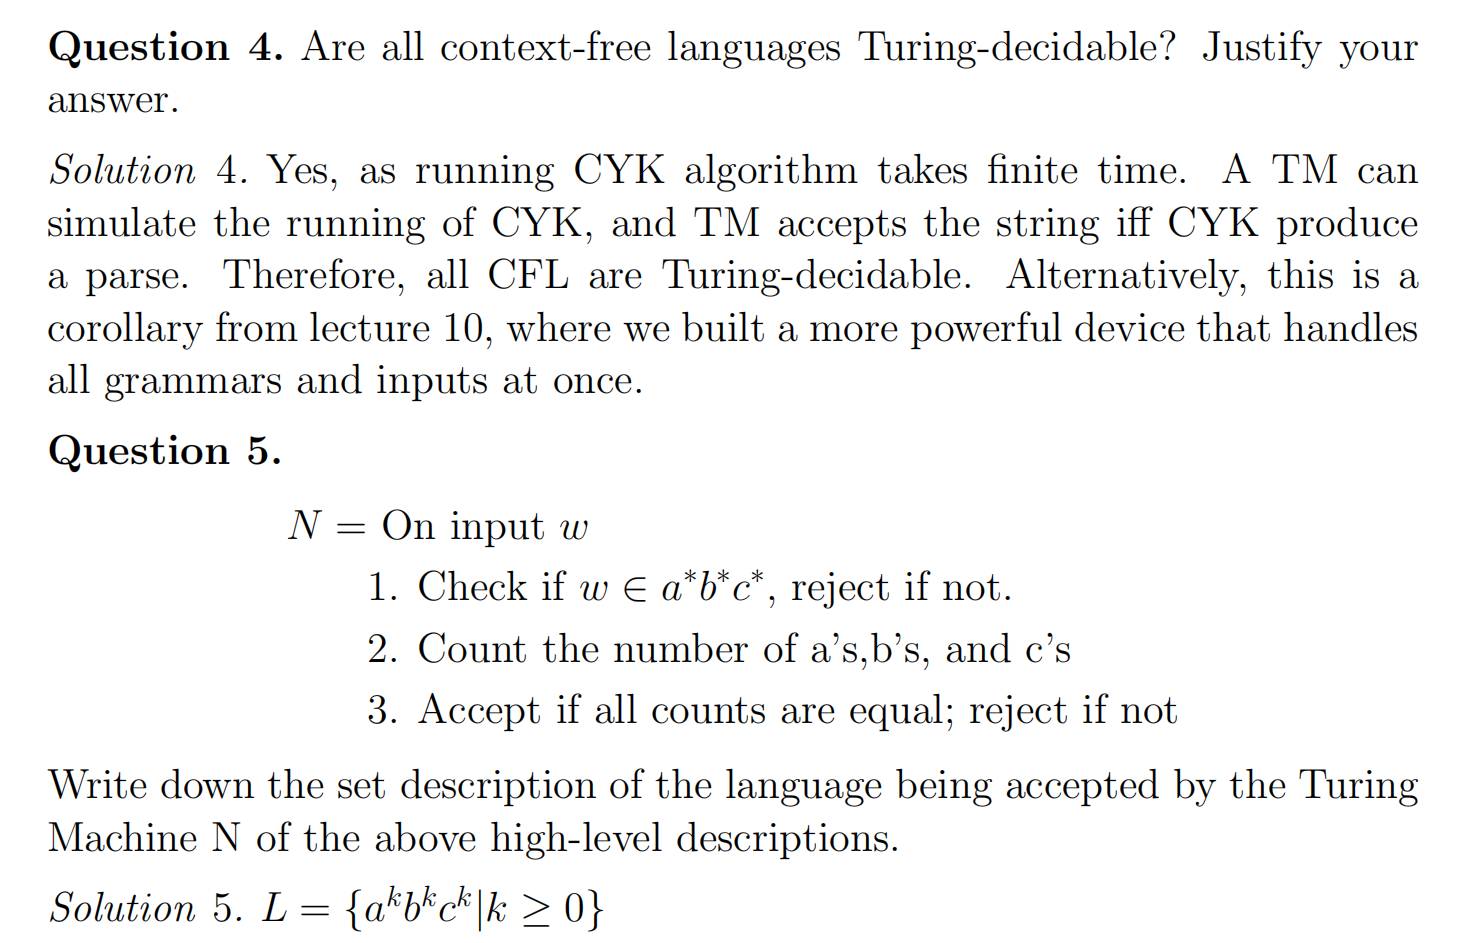 Question 4. Are all context-free languages Turing-decidable? Justify your
answer.
Solution 4. Yes, as running CYK algorithm takes finite time. A TM can
simulate the running of CYK, and TM accepts the string iff CYK produce
a parse. Therefore, all CFL are Turing-decidable. Alternatively, this is a
corollary from lecture 10, where we built a more powerful device that handles
all grammars and inputs at once.
Question 5.
N = On input w
1. Check if w ∈ a*b*c*, reject if not.
2. Count the number of a's,b's, and c's
3. Accept if all counts are equal; reject if not
Write down the set description of the language being accepted by the Turing
Machine N of the above high-level descriptions.
Solution 5. L = {aᵏbᵏcᵏ|k ≥ 0}